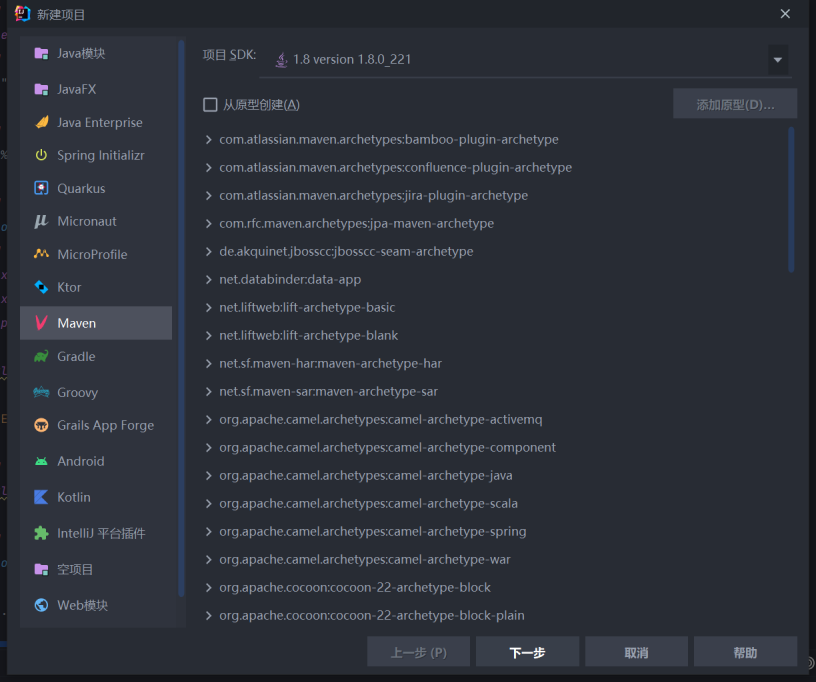 新建项目
Java模块
JavaFX
Java Enterprise
Spring Initializr
Quarkus
Micronaut
MicroProfile
Ktor
Maven
Gradle
Groovy
Grails App Forge
Android
Kotlin
IntelliJ 平台插件
空项目
Web模块
项目 SDK: 1.8 version 1.8.0_221
从原型创建(A) 添加原型(D)...
com.atlassian.maven.archetypes:bamboo-plugin-archetype
com.atlassian.maven.archetypes:confluence-plugin-archetype
com.atlassian.maven.archetypes:jira-plugin-archetype
com.rfc.maven.archetypes:jpa-maven-archetype
de.akquinet.jbosscc:jbosscc-seam-archetype
net.databinder:data-app
net.liftweb:lift-archetype-basic
net.liftweb:lift-archetype-blank
net.sf.maven-har:maven-archetype-har
net.sf.maven-sar:maven-archetype-sar
org.apache.camel.archetypes:camel-archetype-activemq
org.apache.camel.archetypes:camel-archetype-component
org.apache.camel.archetypes:camel-archetype-java
org.apache.camel.archetypes:camel-archetype-scala
org.apache.camel.archetypes:camel-archetype-spring
org.apache.camel.archetypes:camel-archetype-war
org.apache.cocoon:cocoon-22-archetype-block
org.apache.cocoon:cocoon-22-archetype-block-plain
上一步 (P) 下一步 取消 帮助